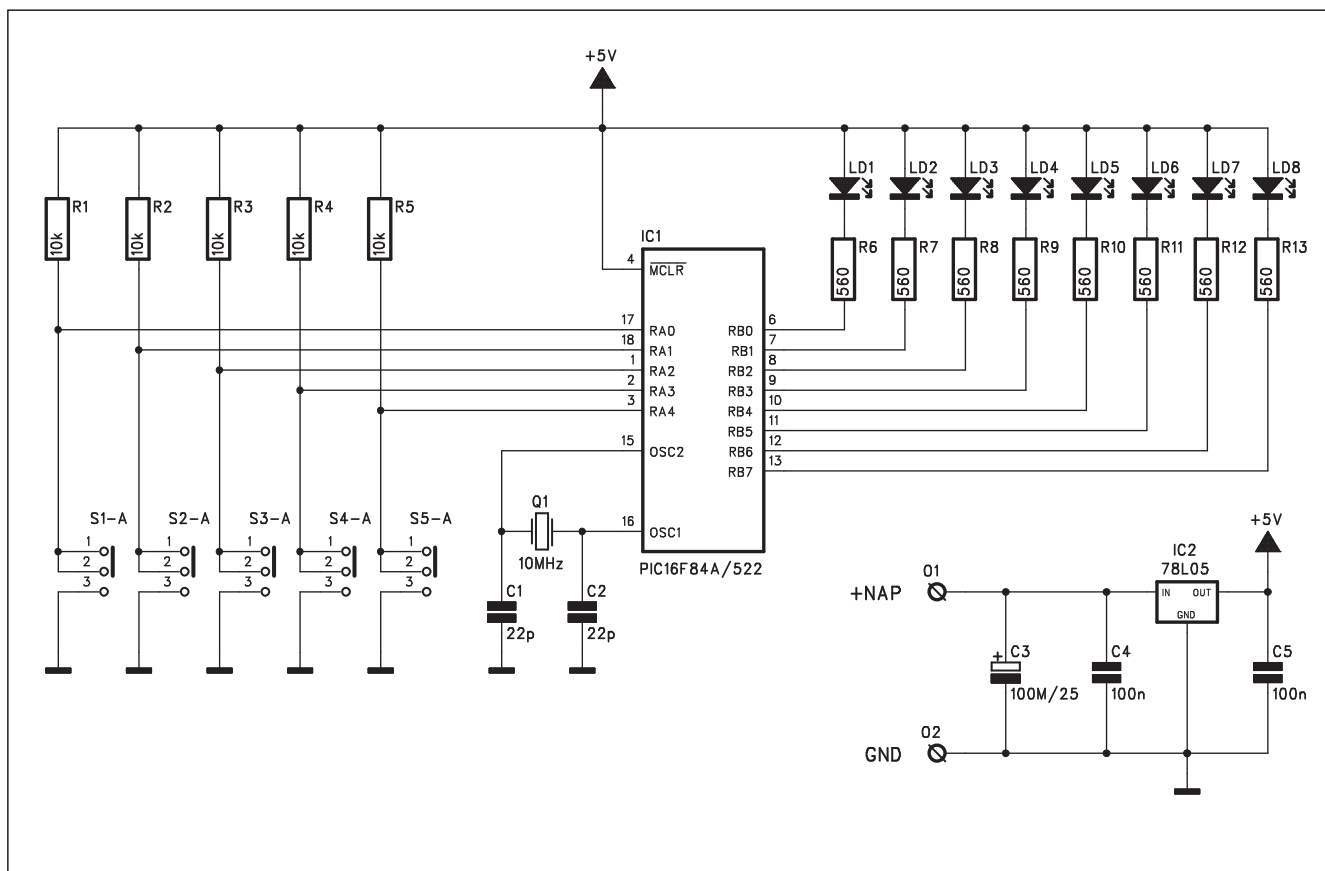 +5V
R1 R2 R3 R4 R5
10k 10k 10k 10k 10k
LD1 LD2 LD3 LD4 LD5 LD6 LD7 LD8
R6 R7 R8 R9 R10 R11 R12 R13
560 560 560 560 560 560 560 560
IC1
4 MCLR
17 RA0 RB0 6
18 RA1 RB1 7
1 RA2 RB2 8
2 RA3 RB3 9
3 RA4 RB4 10
RB5 11
15 OSC2 RB6 12
RB7 13
16 OSC1
PIC16F84A/522
Q1
10MHz
S1-A S2-A S3-A S4-A S5-A
1 1 1 1 1
2 2 2 2 2
3 3 3 3 3
C1 C2
22p 22p
+5V
IC2
78L05
+NAP O1
IN OUT
GND
C3 C4 C5
+
100M/25 100n 100n
GND O2